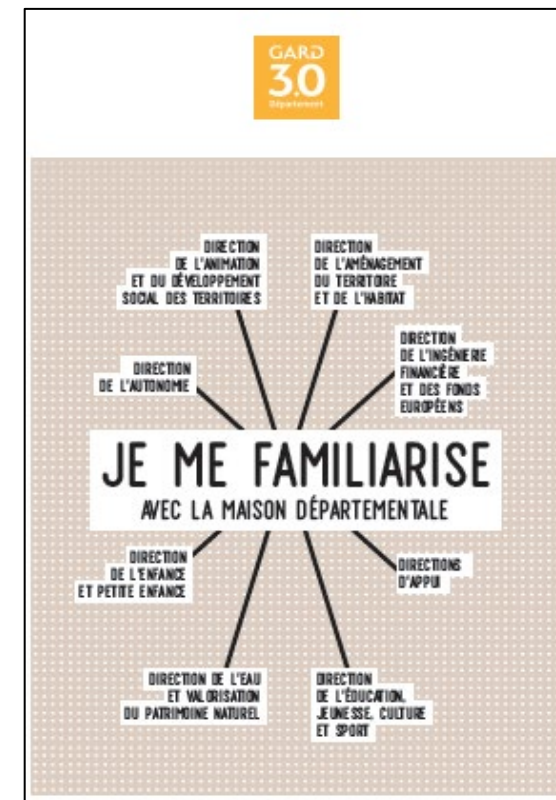 GARD
3.0
Département
DIRECTION
DE L'ANIMATION
ET DU DÉVELOPPEMENT
SOCIAL DES TERRITOIRES
DIRECTION
DE L'AMÉNAGEMENT
DU TERRITOIRE
ET DE L'HABITAT
DIRECTION
DE L'AUTONOMIE
DIRECTION
DE L'INGÉNIERIE
FINANCIÈRE
ET DES FONDS
EUROPÉENS
JE ME FAMILIARISE
AVEC LA MAISON DÉPARTEMENTALE
DIRECTION
DE L'ENFANCE
ET PETITE ENFANCE
DIRECTIONS
D'APPUI
DIRECTION DE L'EAU
ET VALORISATION
DU PATRIMOINE NATUREL
DIRECTION
DE L'ÉDUCATION,
JEUNESSE, CULTURE
ET SPORT